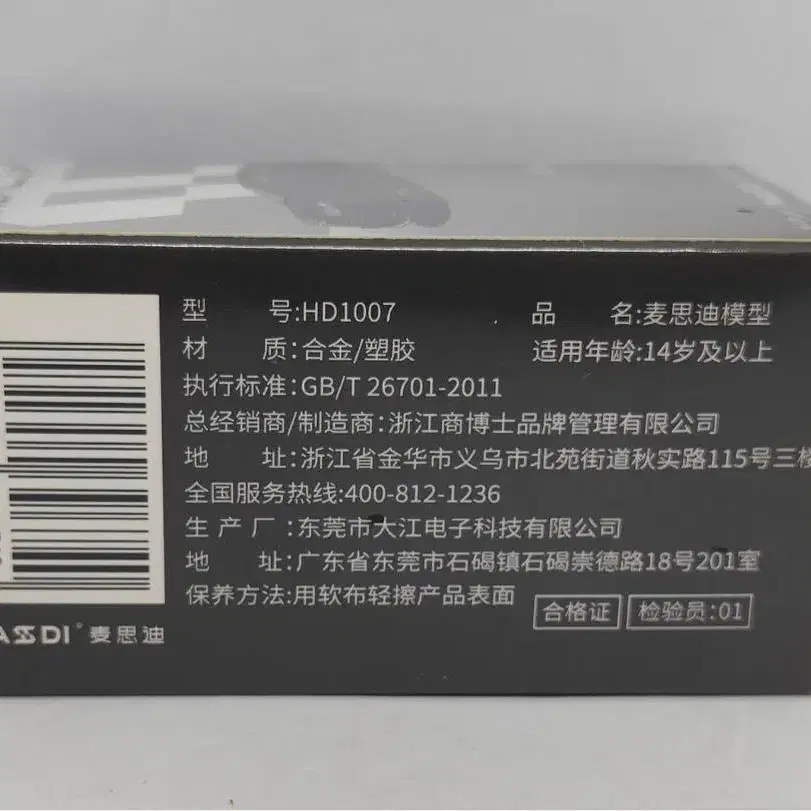 型 号:HD1007 品 名:麦思迪模型
材 质:合金/塑胶 适用年龄:14岁及以上
执行标准:GB/T 26701-2011
总经销商/制造商:浙江商博士品牌管理有限公司
地 址:浙江省金华市义乌市北苑街道秋实路115号三楼
全国服务热线:400-812-1236
生 产 厂 :东莞市大江电子科技有限公司
地 址:广东省东莞市石碣镇石碣崇德路18号201室
保养方法:用软布轻擦产品表面
合格证 检验员:01
ASDI 麦思迪